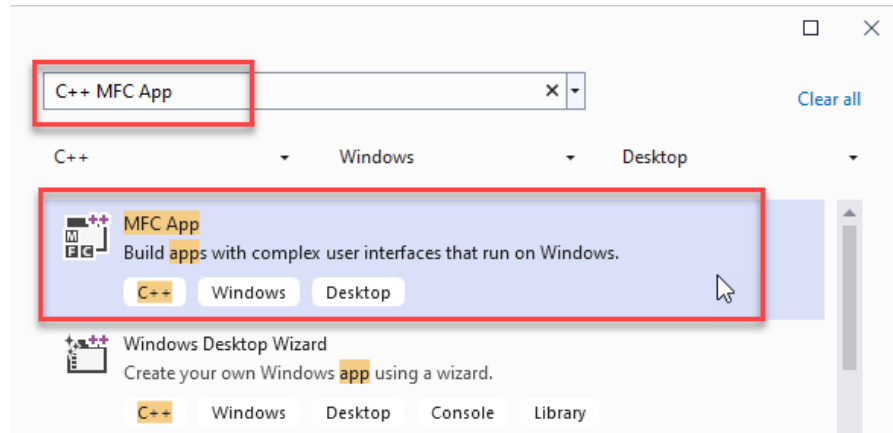 C++ MFC App
Clear all
C++ Windows Desktop
MFC App
Build apps with complex user interfaces that run on Windows.
C++ Windows Desktop
Windows Desktop Wizard
Create your own Windows app using a wizard.
C++ Windows Desktop Console Library